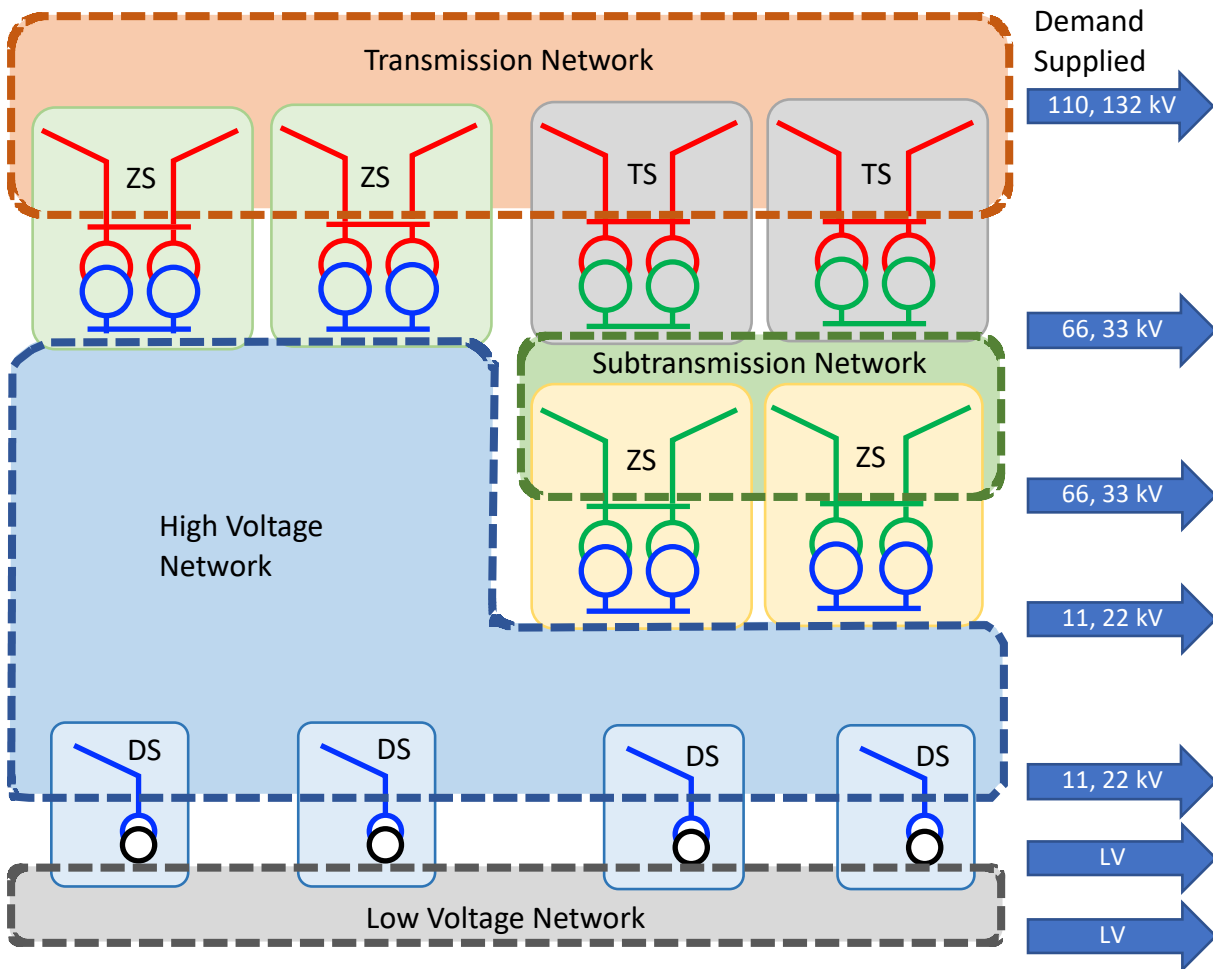 Demand
Supplied
Transmission Network
110, 132 kV
ZS
ZS
TS
TS
66, 33 kV
Subtransmission Network
ZS
ZS
66, 33 kV
High Voltage
Network
11, 22 kV
DS
DS
DS
DS
11, 22 kV
LV
Low Voltage Network
LV